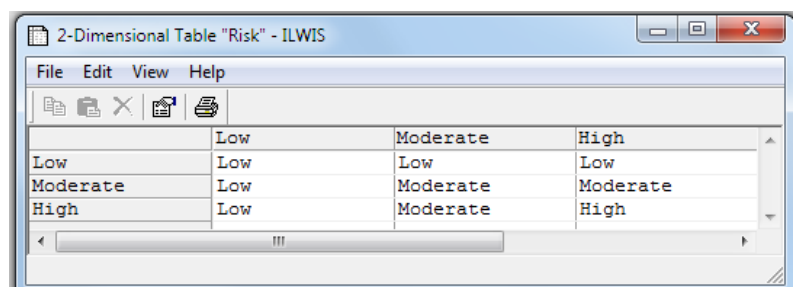 2-Dimensional Table "Risk" - ILWIS
File Edit View Help
Low Moderate High
Low Low Low Low
Moderate Low Moderate Moderate
High Low Moderate High